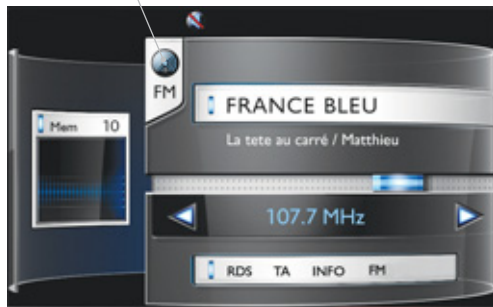 FM
FRANCE BLEU
Mem 10
La tete au carré / Matthieu
107.7 MHz
RDS TA INFO FM